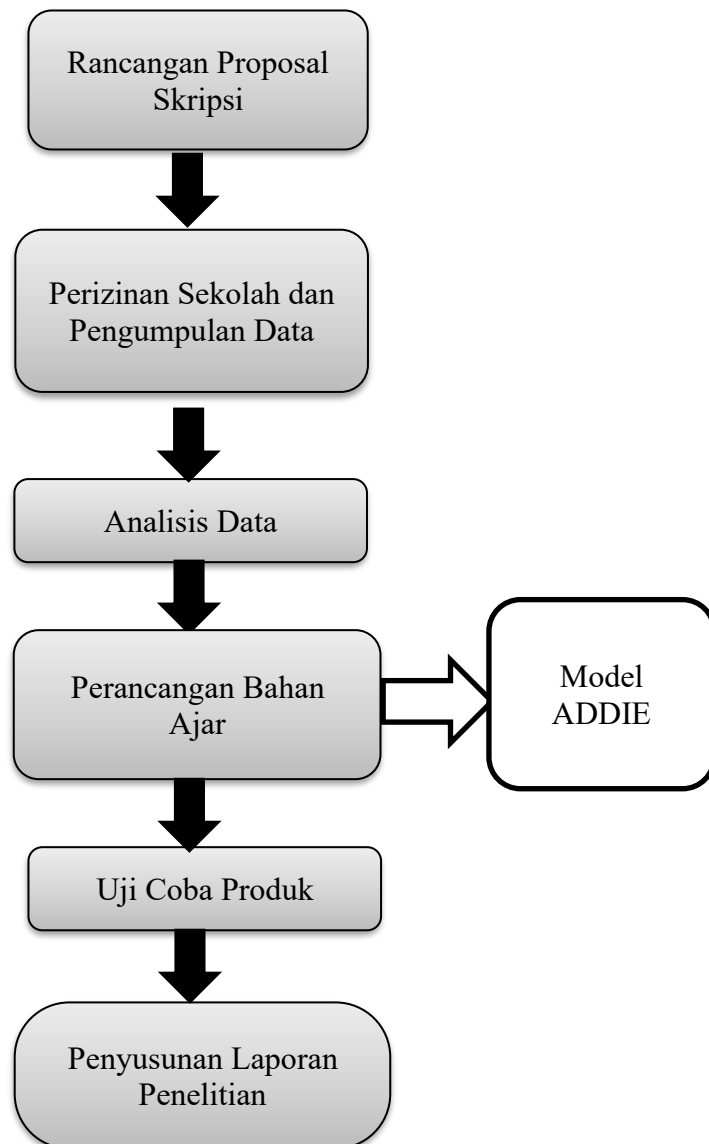 Rancangan Proposal
Skripsi
Perizinan Sekolah dan
Pengumpulan Data
Analisis Data
Perancangan Bahan
Ajar
Model
ADDIE
Uji Coba Produk
Penyusunan Laporan
Penelitian